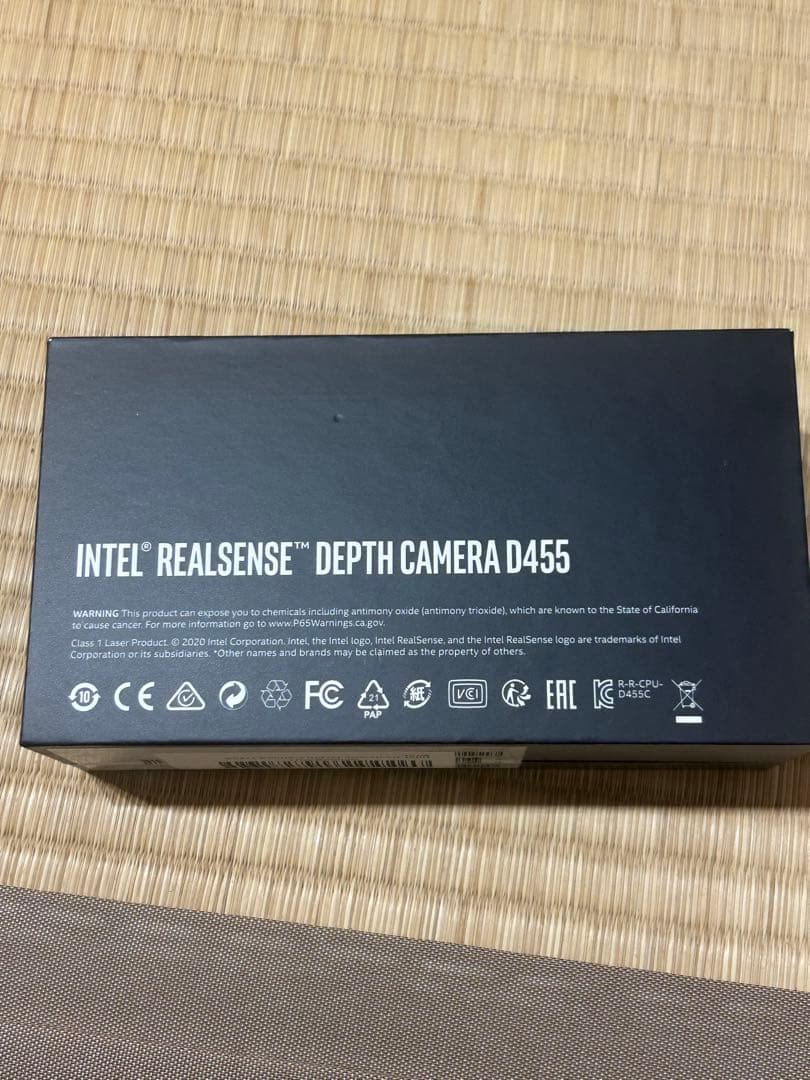 INTEL® REALSENSE™ DEPTH CAMERA D455
WARNING This product can expose you to chemicals including antimony oxide (antimony trioxide), which are known to the State of California
to cause cancer. For more information go to www.P65Warnings.ca.gov.
Class 1 Laser Product. © 2020 Intel Corporation. Intel, the Intel logo, Intel RealSense, and the Intel RealSense logo are trademarks of Intel
Corporation or its subsidiaries. *Other names and brands may be claimed as the property of others.
10 CE FC 21 PAP 紙 VCI EAC R-R-CPU-
D455C